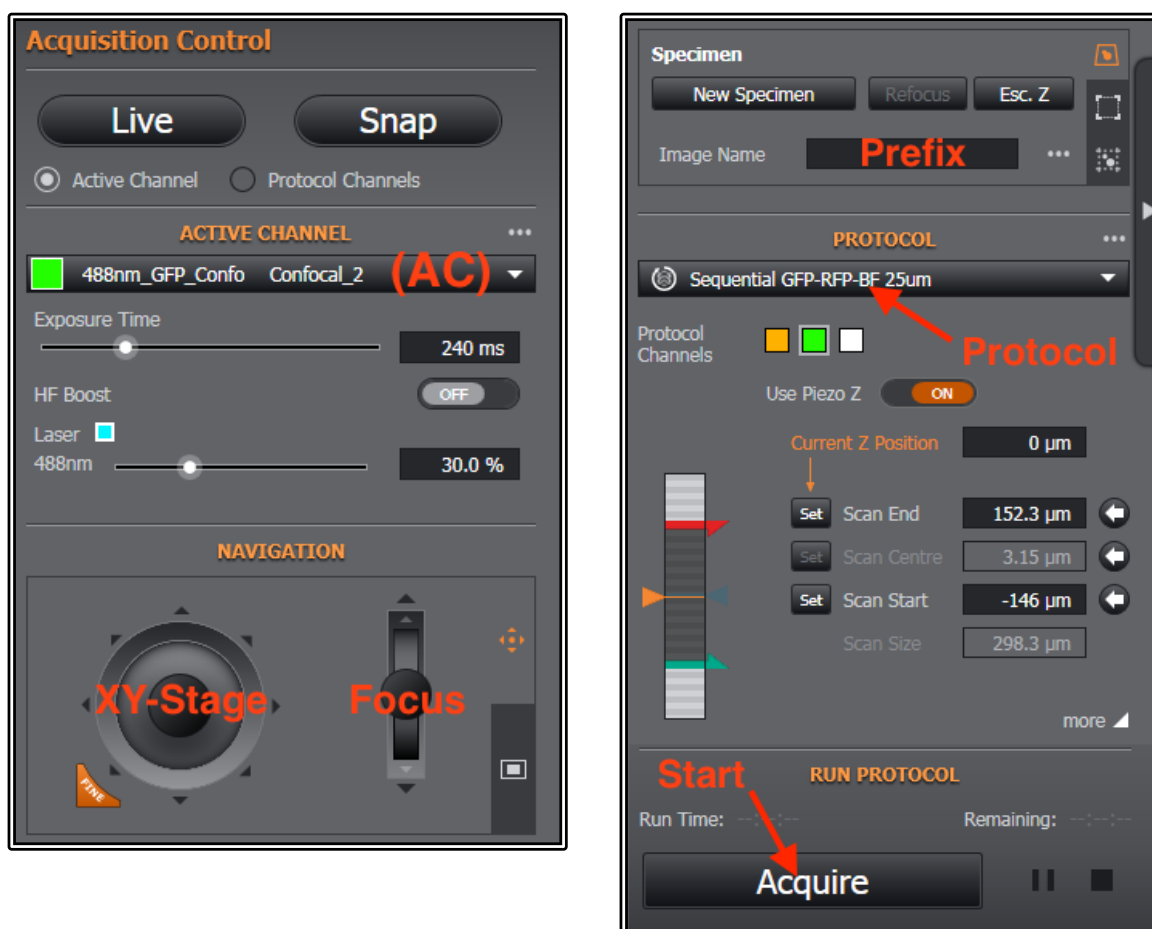 Acquisition Control
Live Snap
Active Channel Protocol Channels
ACTIVE CHANNEL ...
488nm_GFP_Confo Confocal_2 (AC)
Exposure Time
240 ms
HF Boost OFF
Laser
488nm 30.0 %
NAVIGATION
XY-Stage Focus
FINE
Specimen
New Specimen Refocus Esc. Z
Image Name Prefix ...
PROTOCOL ...
Sequential GFP-RFP-BF 25um
Protocol
Channels
Protocol
Use Piezo Z ON
Current Z Position 0 µm
Set Scan End 152.3 µm
Set Scan Centre 3.15 µm
Set Scan Start -146 µm
Scan Size 298.3 µm
more
Start RUN PROTOCOL
Run Time: --:--:-- Remaining: --:--:--
Acquire